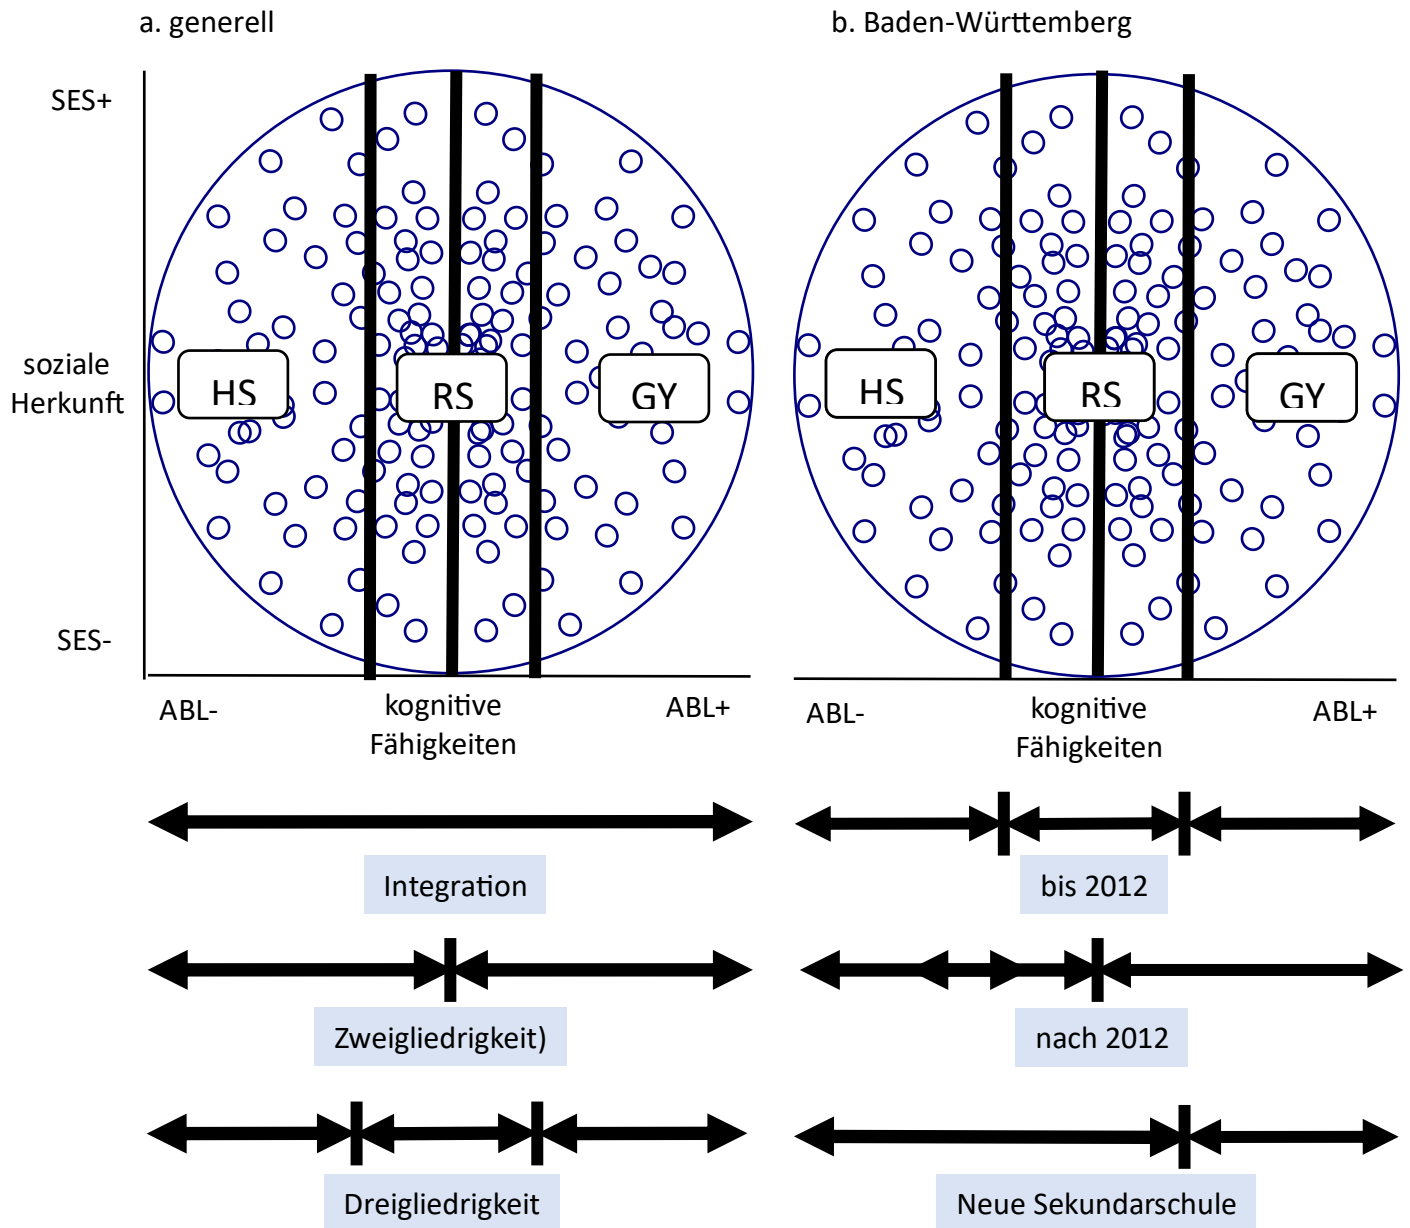 a. generell
b. Baden-Württemberg
SES+
soziale
Herkunft
SES-
HS
RS
GY
HS
RS
GY
ABL-
kognitive
Fähigkeiten
ABL+
ABL-
kognitive
Fähigkeiten
ABL+
Integration
bis 2012
Zweigliedrigkeit)
nach 2012
Dreigliedrigkeit
Neue Sekundarschule